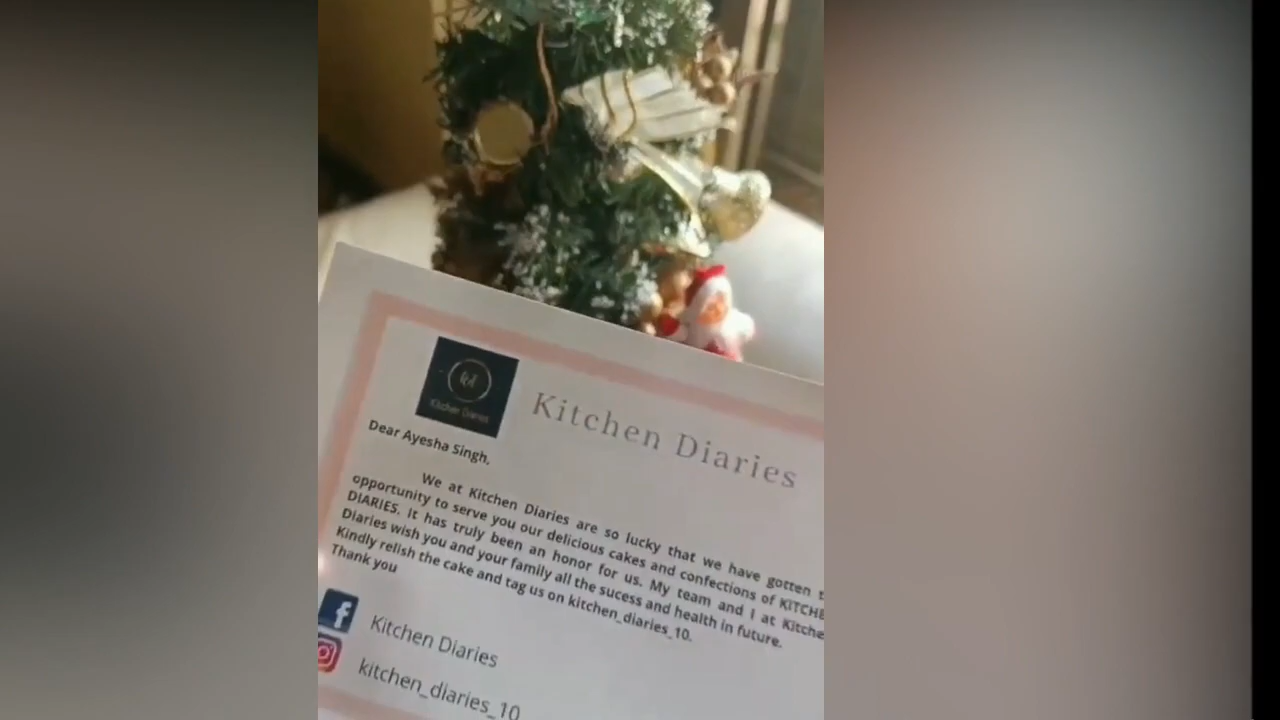 Kitchen Diaries
Kitchen Diaries
Dear Ayesha Singh,
We at Kitchen Diaries are so lucky that we have gotten
opportunity to serve you our delicious cakes and confections of KITCHE
DIARIES. It has truly been an honor for us. My team and I at Kitche
Diaries wish you and your family all the sucess and health in future.
Kindly relish the cake and tag us on kitchen_diaries_10.
Thank you
Kitchen Diaries
kitchen_diaries_10